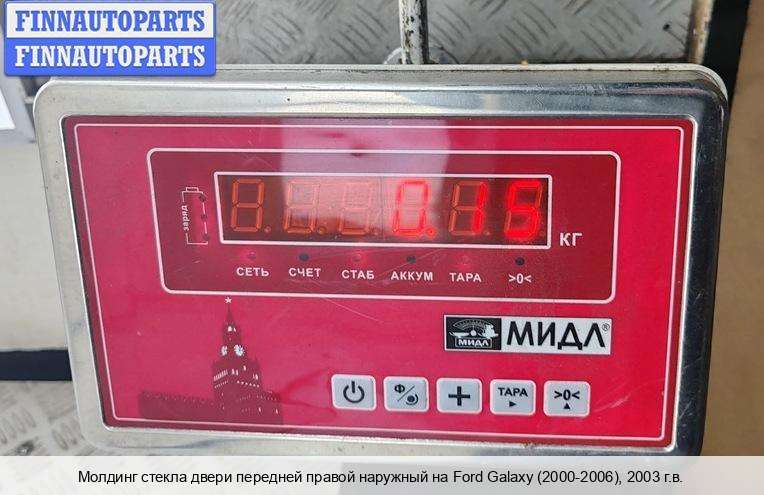 FINNAUTOPARTS
FINNAUTOPARTS
заряд
0.15
КГ
СЕТЬ СЧЕТ СТАБ АККУМ ТАРА >0<
МИДЛ МИДЛ®
Ф ТАРА >0<
Молдинг стекла двери передней правой наружный на Ford Galaxy (2000-2006), 2003 г.в.